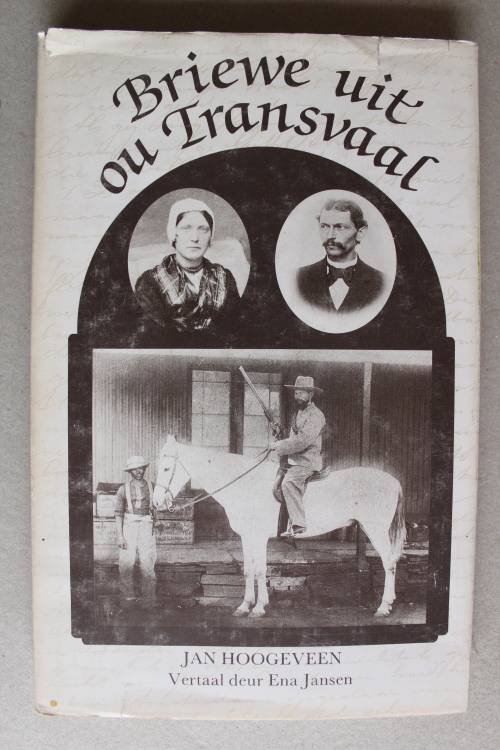 Briewe uit
ou Transvaal
JAN HOOGEVEEN
Vertaal deur Ena Jansen